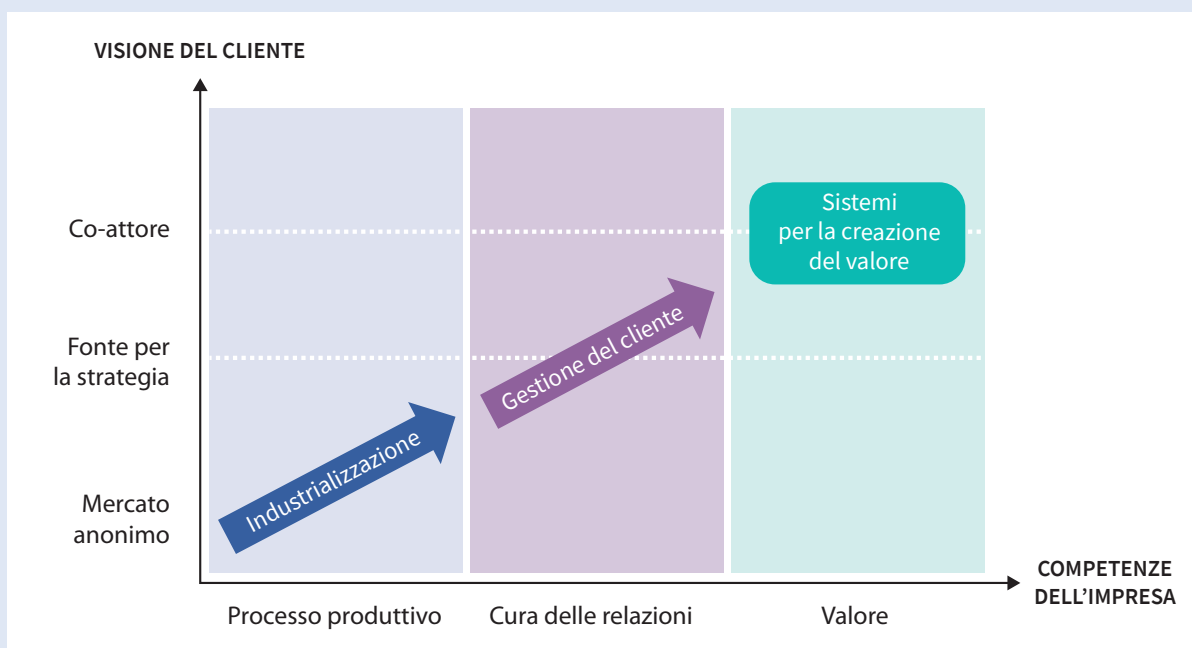 VISIONE DEL CLIENTE
Co-attore
Fonte per
la strategia
Mercato
anonimo
Industrializzazione
Gestione del cliente
Sistemi
per la creazione
del valore
Processo produttivo
Cura delle relazioni
Valore
COMPETENZE
DELL'IMPRESA